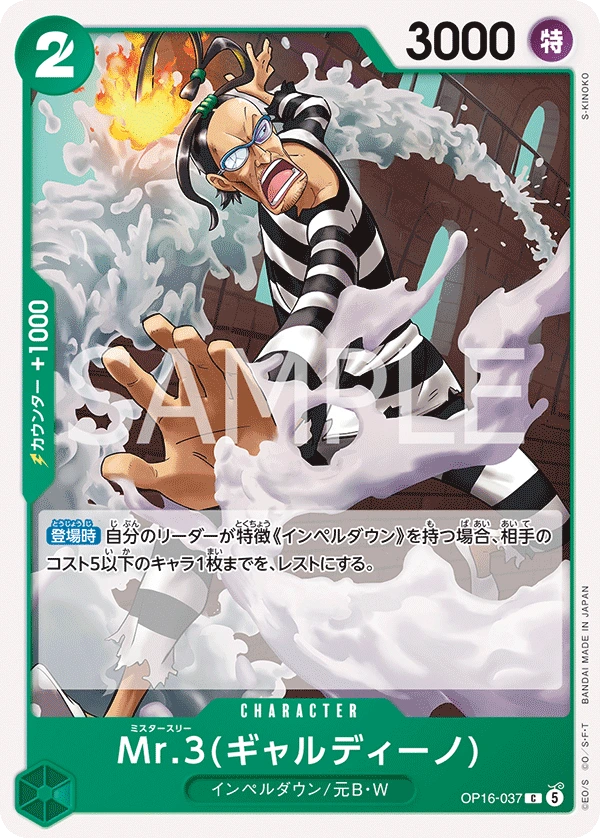 2
3000
特
S-KINOKO
カウンター +1000
SAMPLE
登場時 自分のリーダーが特徴《インペルダウン》を持つ場合、相手の
コスト5以下のキャラ1枚までを、レストにする。
CHARACTER
ミスタースリー
Mr.3(ギャルディーノ)
インペルダウン/元B・W
OP16-037 C 5
©E.O/S ©O/S・F・T BANDAI MADE IN JAPAN